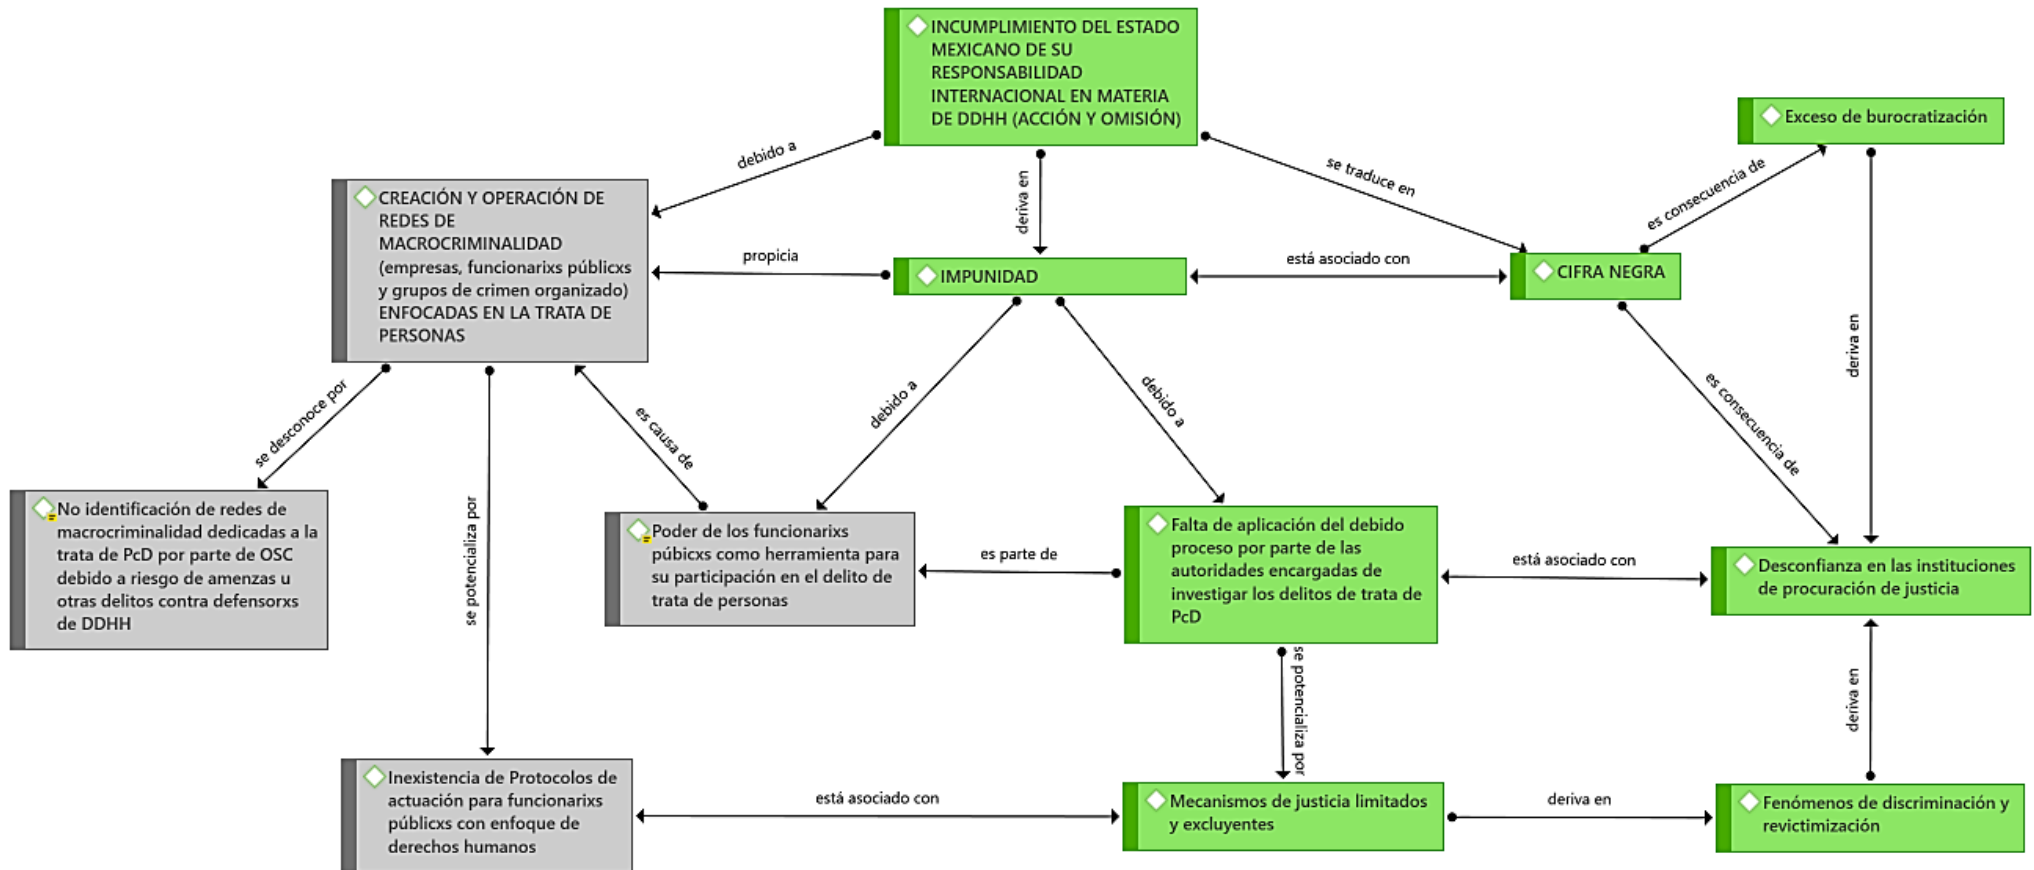 INCUMPLIMIENTO DEL ESTADO
MEXICANO DE SU
RESPONSABILIDAD
INTERNACIONAL EN MATERIA
DE DDHH (ACCIÓN Y OMISIÓN)
Exceso de burocratización
debido a
deriva en
se traduce en
es consecuencia de
CREACIÓN Y OPERACIÓN DE
REDES DE
MACROCRIMINALIDAD
(empresas, funcionarixs públicxs
y grupos de crimen organizado)
ENFOCADAS EN LA TRATA DE
PERSONAS
propicia
IMPUNIDAD
está asociado con
CIFRA NEGRA
deriva en
se desconoce por
es causa de
debido a
debido a
es consecuencia de
se potencializa por
No identificación de redes de
macrocriminalidad dedicadas a la
trata de PcD por parte de OSC
debido a riesgo de amenzas u
otras delitos contra defensorxs
de DDHH
Poder de los funcionarixs
púbicxs como herramienta para
su participación en el delito de
trata de personas
es parte de
Falta de aplicación del debido
proceso por parte de las
autoridades encargadas de
investigar los delitos de trata de
PcD
está asociado con
Desconfianza en las instituciones
de procuración de justicia
se potencializa por
deriva en
Inexistencia de Protocolos de
actuación para funcionarixs
públicxs con enfoque de
derechos humanos
está asociado con
Mecanismos de justicia limitados
y excluyentes
deriva en
Fenómenos de discriminación y
revictimización